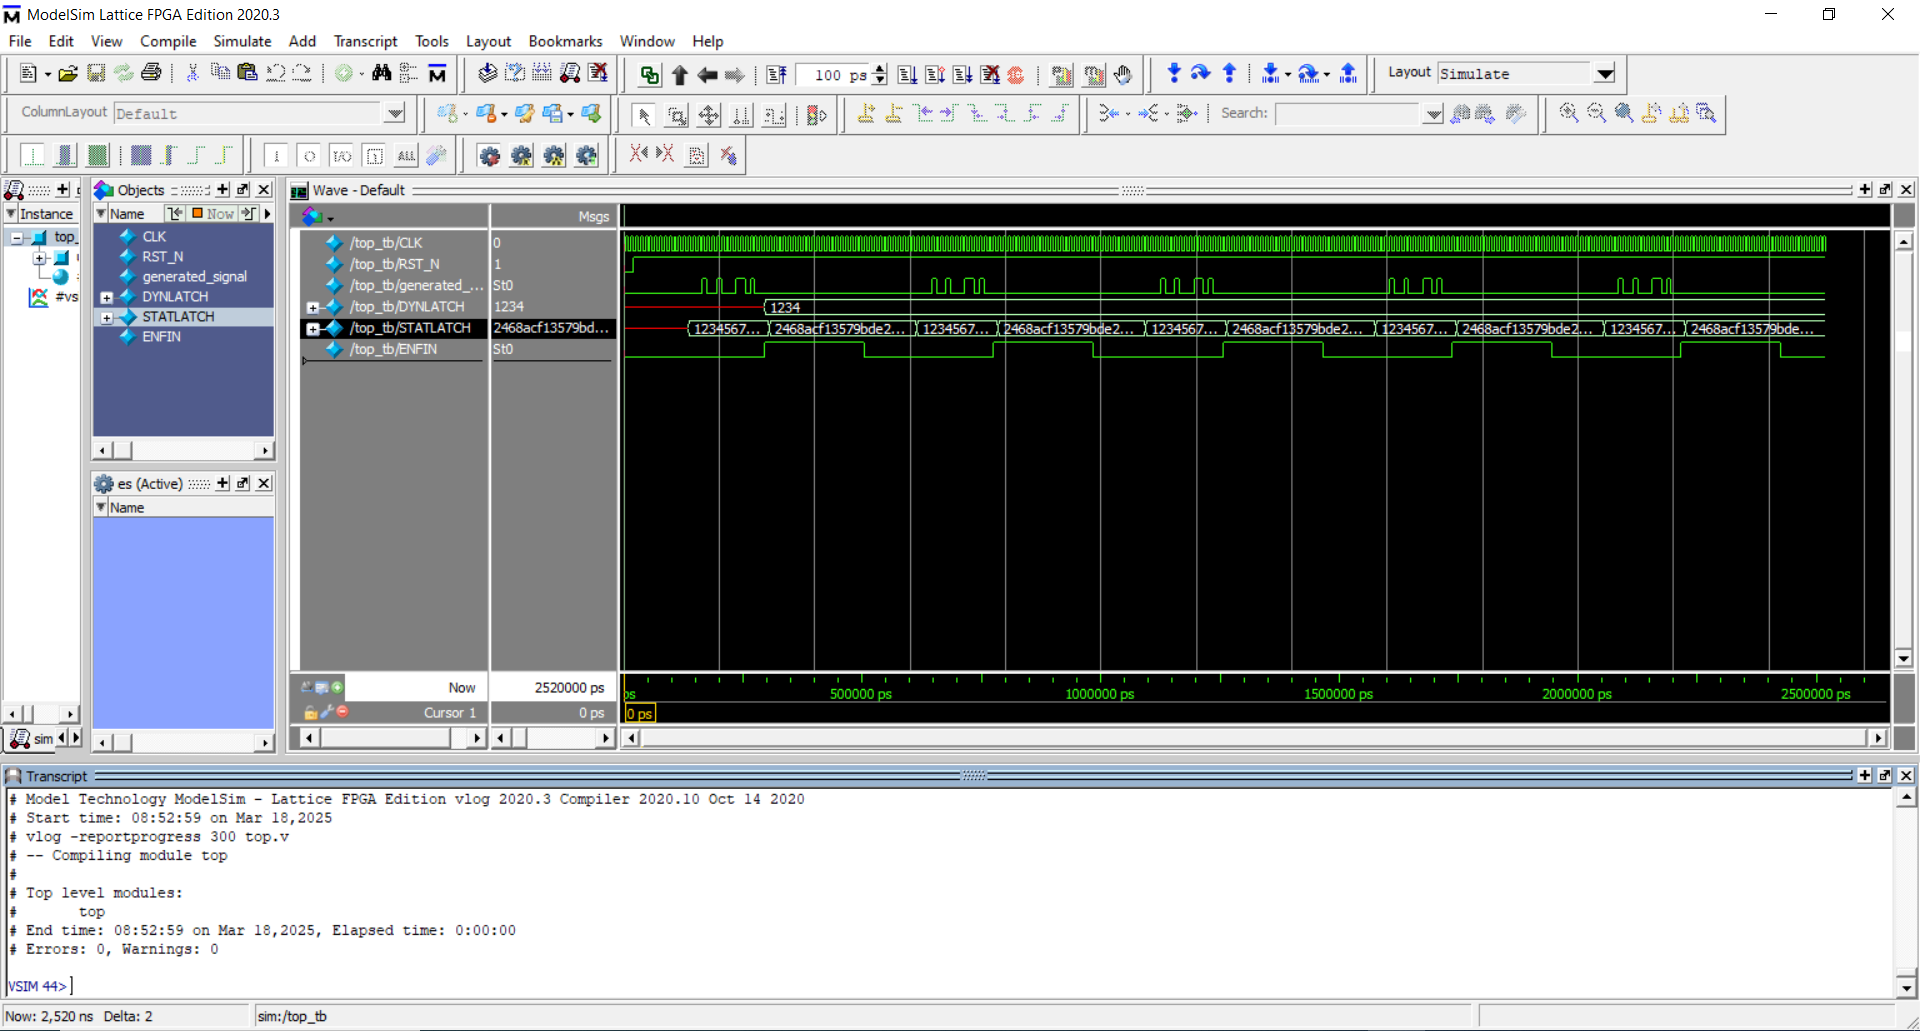 ModelSim Lattice FPGA Edition 2020.3
File Edit View Compile Simulate Add Transcript Tools Layout Bookmarks Window Help
100 ps
Layout Simulate
ColumnLayout Default
Search:
I O I/O ALL
Objects
Wave - Default
Instance
Name
Now
Msgs
top_
CLK
RST_N
generated_signal
DYNLATCH
STATLATCH
ENFIN
#vs
/top_tb/CLK 0
/top_tb/RST_N 1
/top_tb/generated_... St0
/top_tb/DYNLATCH 1234 1234
/top_tb/STATLATCH 2468acf13579bd... 1234567... 2468acf13579bde2... 1234567... 2468acf13579bde2... 1234567... 2468acf13579bde2... 1234567... 2468acf13579bde2... 1234567... 2468acf13579bde...
/top_tb/ENFIN St0
es (Active)
Name
Now 2520000 ps
ps 500000 ps 1000000 ps 1500000 ps 2000000 ps 2500000 ps
Cursor 1 0 ps 0 ps
sim
Transcript
# Model Technology ModelSim - Lattice FPGA Edition vlog 2020.3 Compiler 2020.10 Oct 14 2020
# Start time: 08:52:59 on Mar 18,2025
# vlog -reportprogress 300 top.v
# -- Compiling module top
#
# Top level modules:
# top
# End time: 08:52:59 on Mar 18,2025, Elapsed time: 0:00:00
# Errors: 0, Warnings: 0
VSIM 44>
Now: 2,520 ns Delta: 2
sim:/top_tb